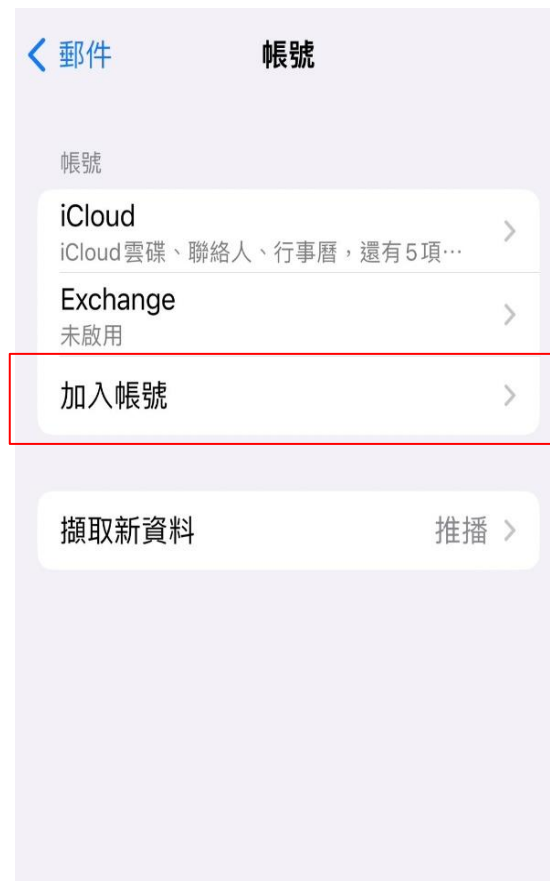 郵件 帳號
帳號
iCloud
iCloud雲碟、聯絡人、行事曆，還有5項…
Exchange
未啟用
加入帳號
擷取新資料 推播